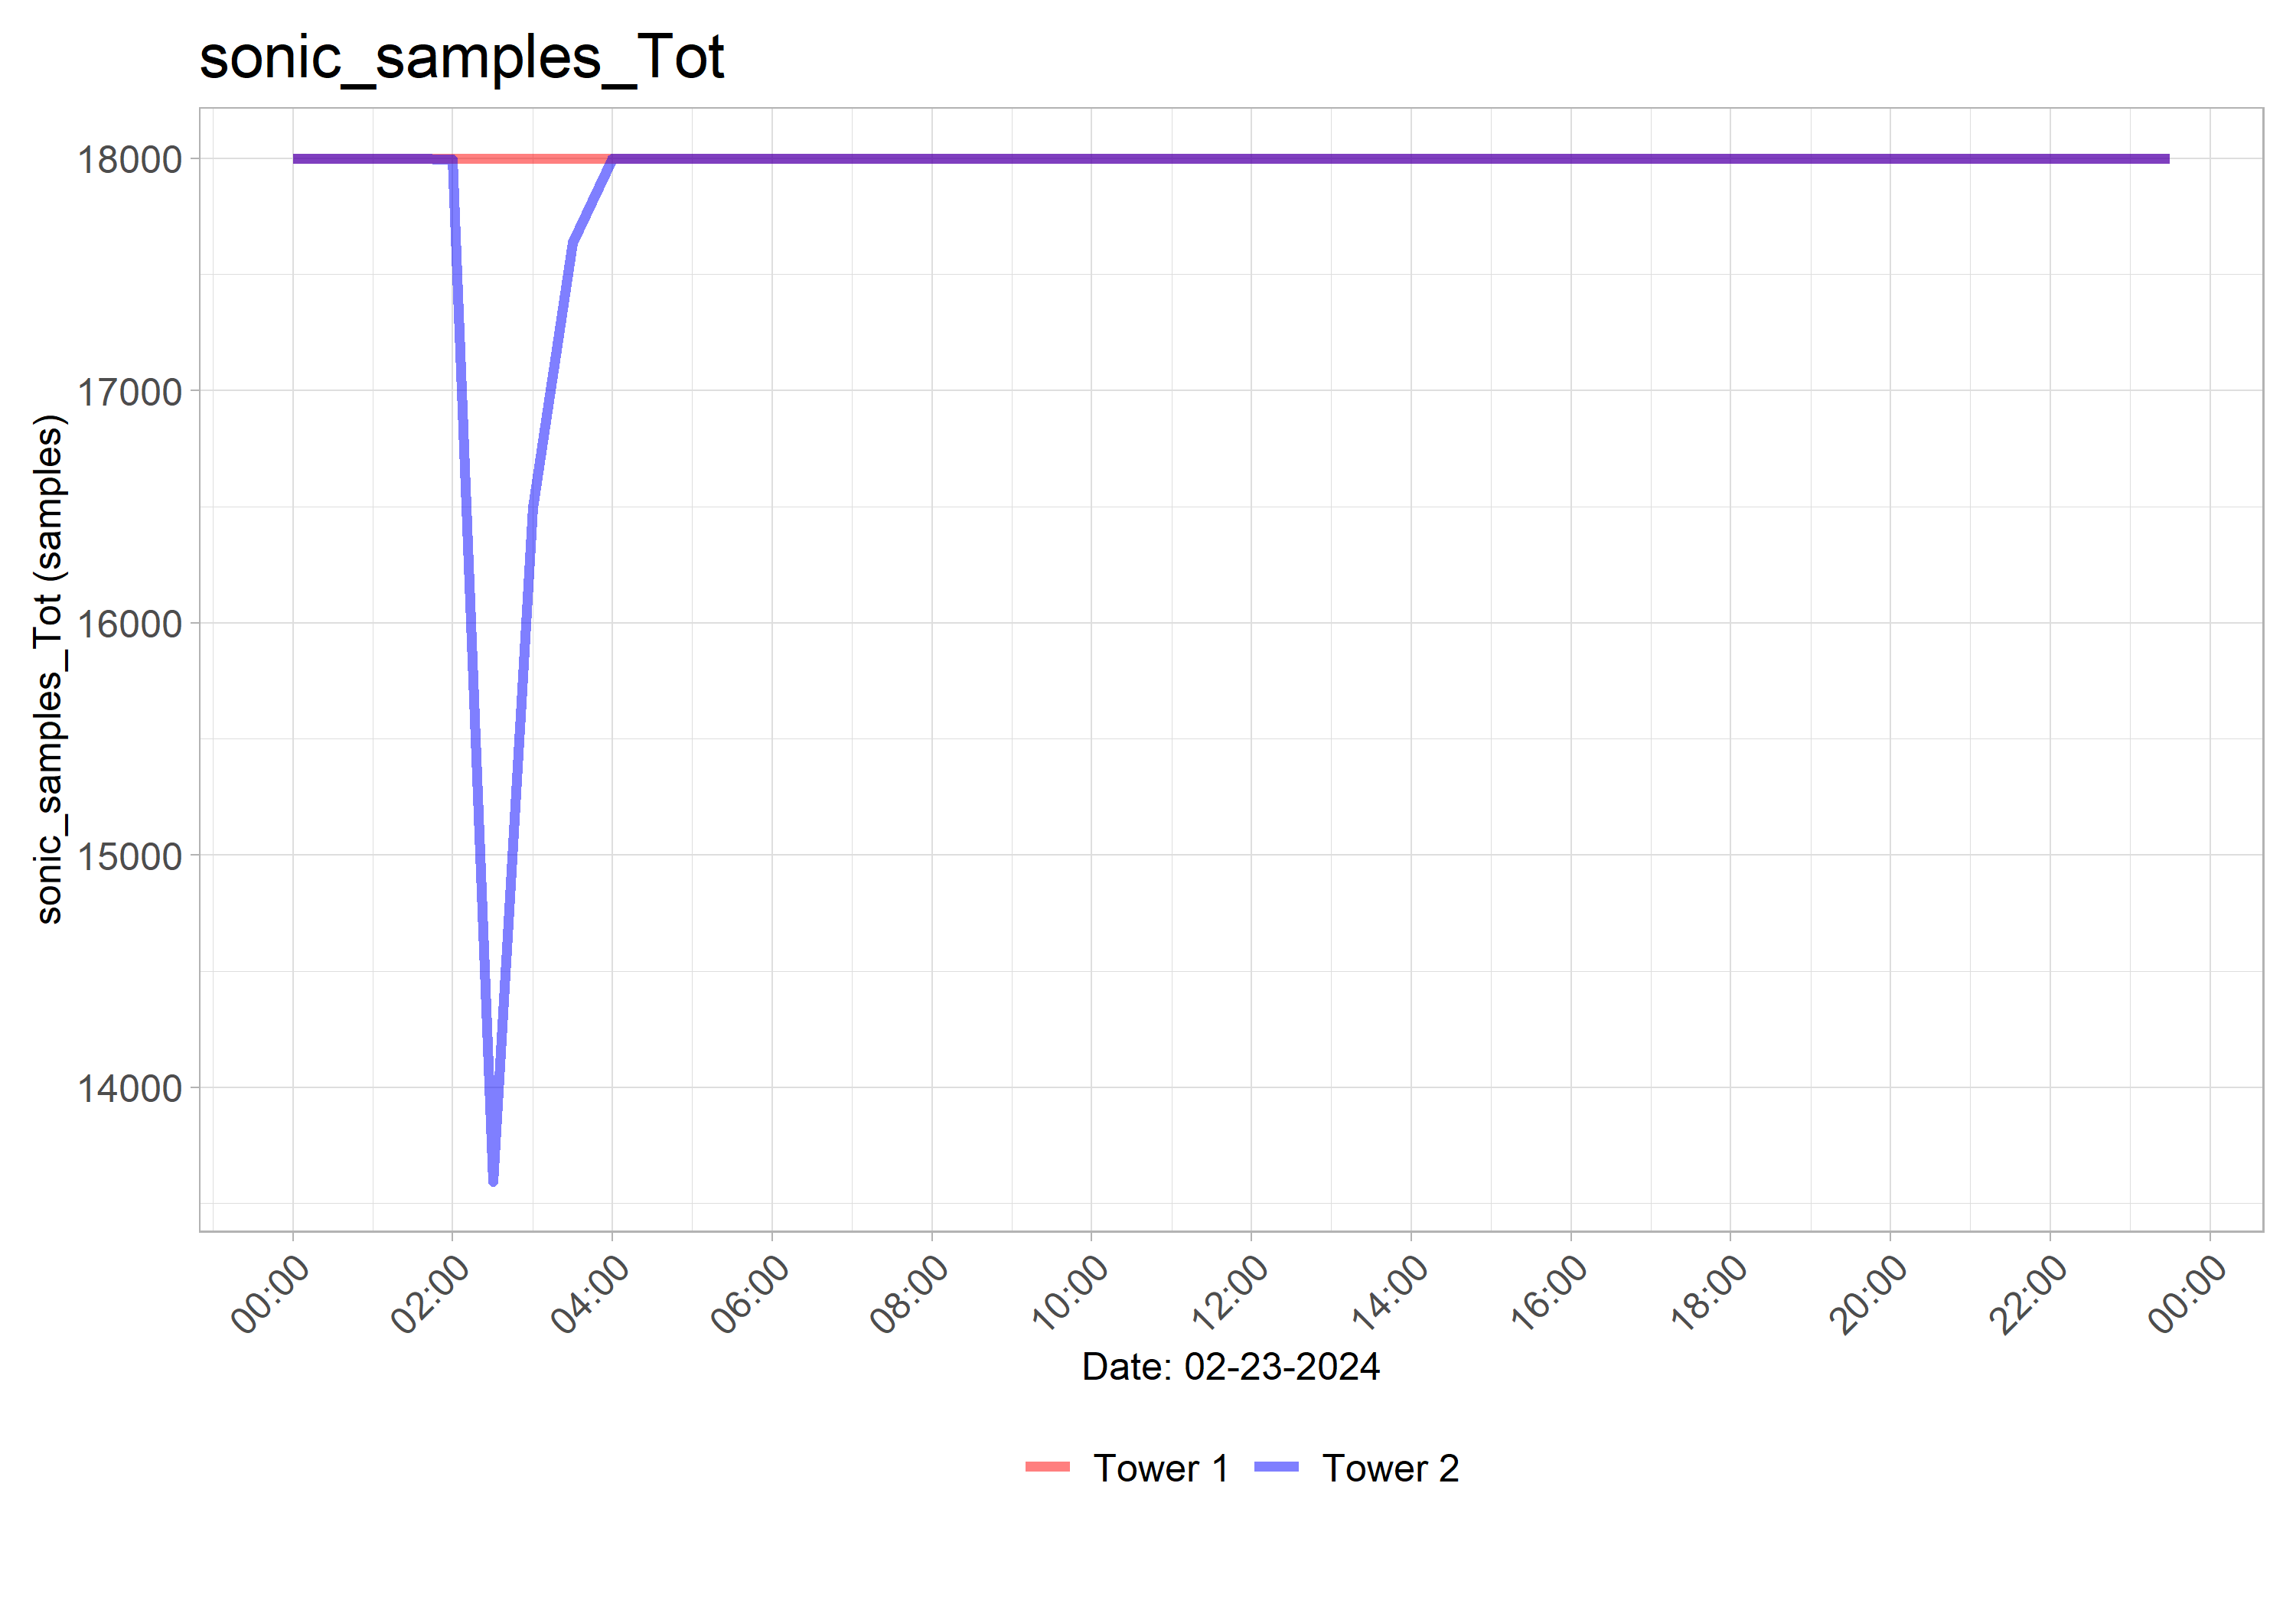 sonic_samples_Tot
sonic_samples_Tot (samples)
18000
17000
16000
15000
14000
00:00 02:00 04:00 06:00 08:00 10:00 12:00 14:00 16:00 18:00 20:00 22:00 00:00
Date: 02-23-2024
Tower 1 Tower 2